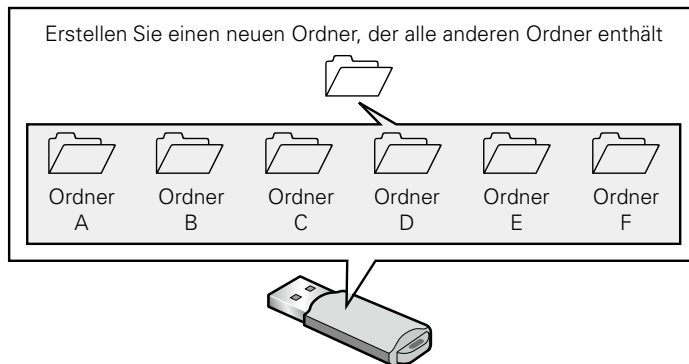 Erstellen Sie einen neuen Ordner, der alle anderen Ordner enthält
Ordner Ordner Ordner Ordner Ordner Ordner
A B C D E F